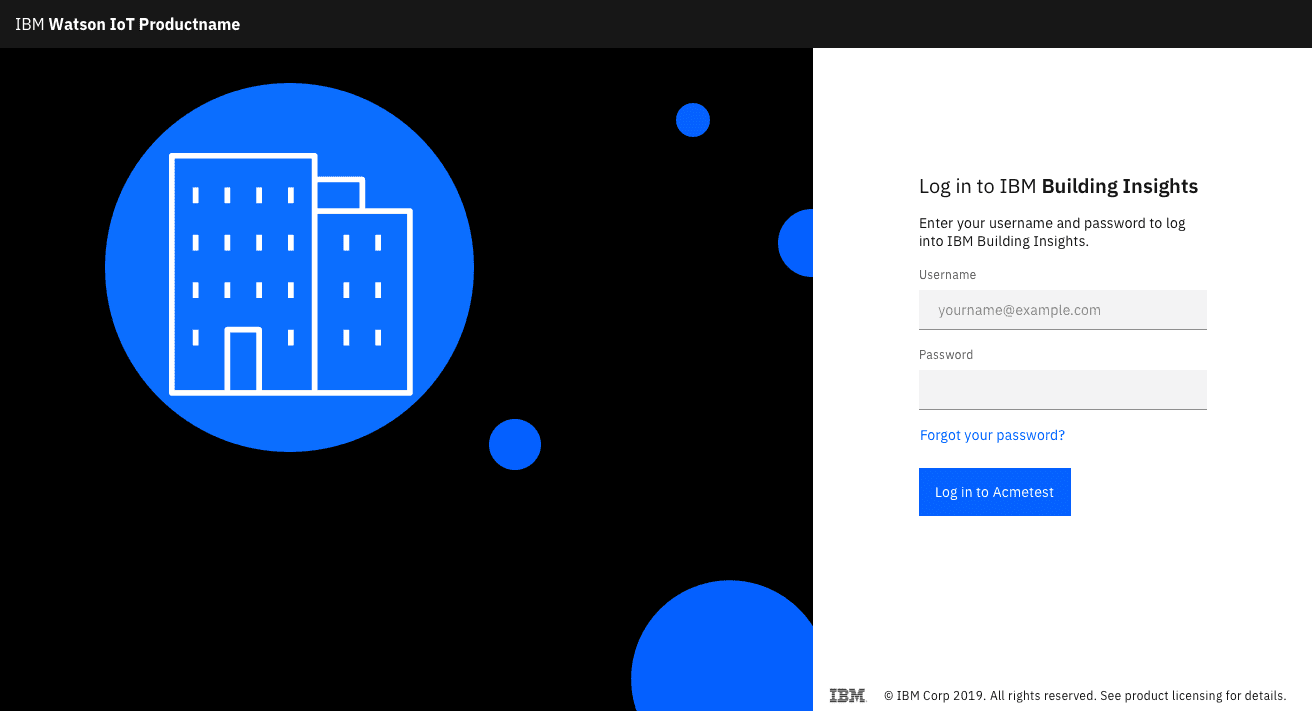 IBM Watson IoT Productname
Log in to IBM Building Insights
Enter your username and password to log
into IBM Building Insights.
Username
yourname@example.com
Password
Forgot your password?
Log in to Acmetest
IBM © IBM Corp 2019. All rights reserved. See product licensing for details.